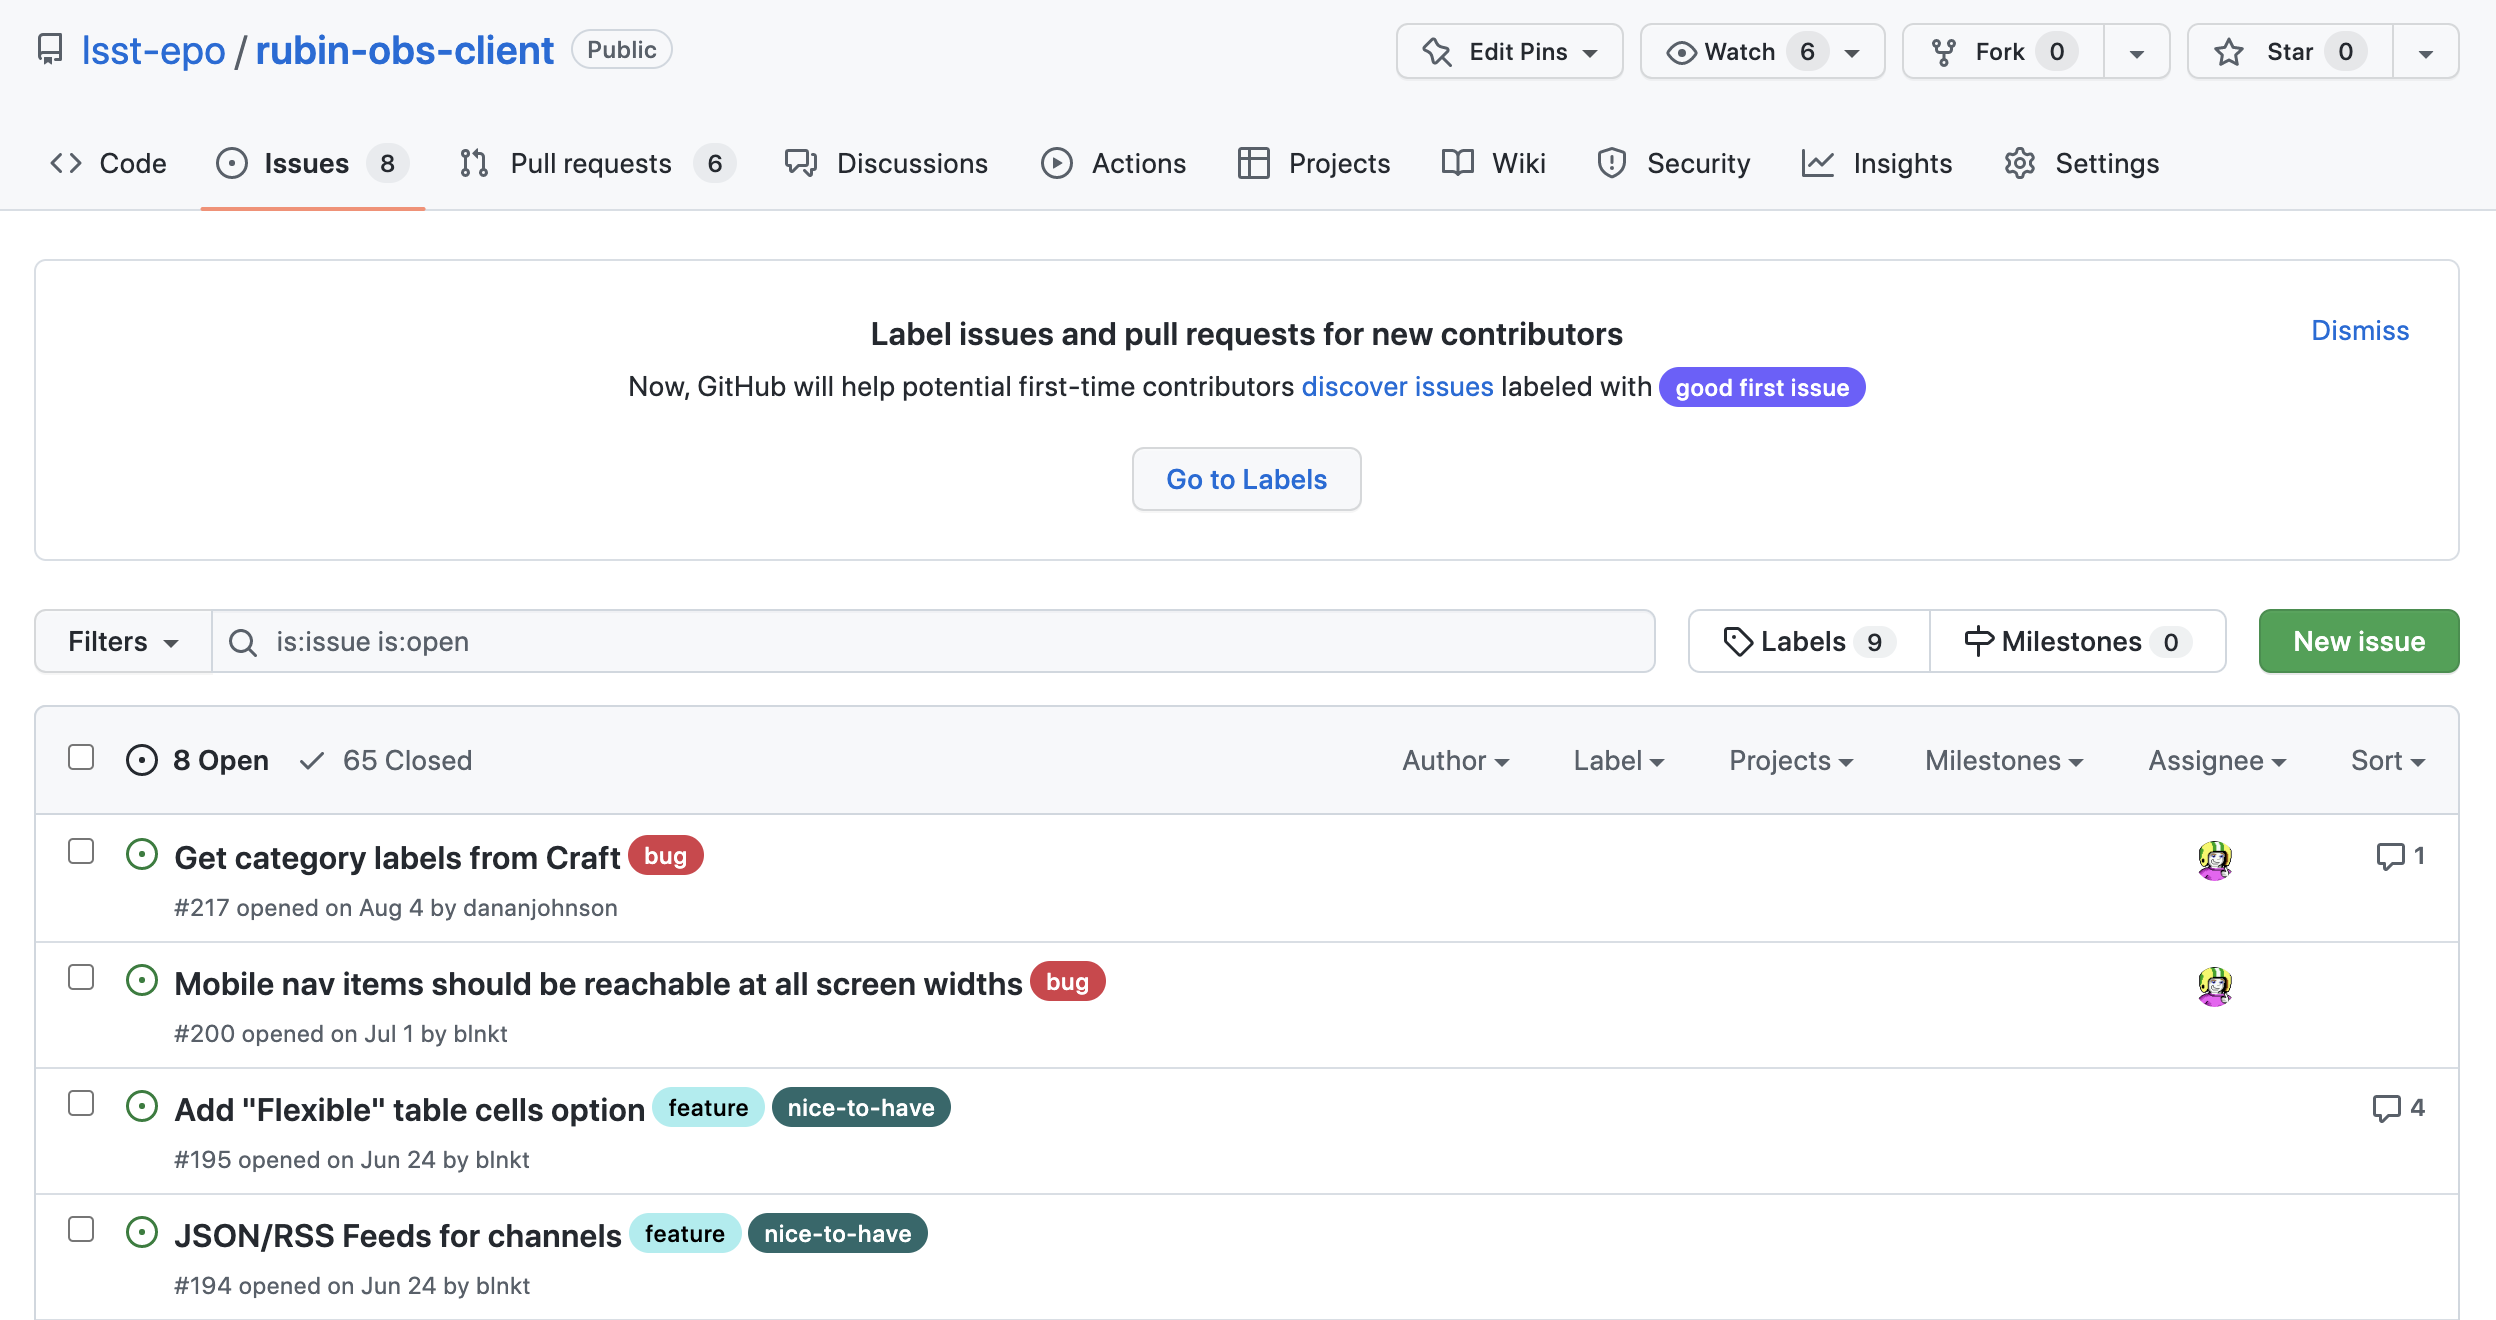 lsst-epo / rubin-obs-client Public Edit Pins Watch 6 Fork 0 Star 0
Code Issues 8 Pull requests 6 Discussions Actions Projects Wiki Security Insights Settings
Label issues and pull requests for new contributors
Dismiss
Now, GitHub will help potential first-time contributors discover issues labeled with good first issue
Go to Labels
Filters is:issue is:open Labels 9 Milestones 0 New issue
8 Open 65 Closed Author Label Projects Milestones Assignee Sort
Get category labels from Craft bug 1
#217 opened on Aug 4 by dananjohnson
Mobile nav items should be reachable at all screen widths bug
#200 opened on Jul 1 by blnkt
Add "Flexible" table cells option feature nice-to-have 4
#195 opened on Jun 24 by blnkt
JSON/RSS Feeds for channels feature nice-to-have
#194 opened on Jun 24 by blnkt